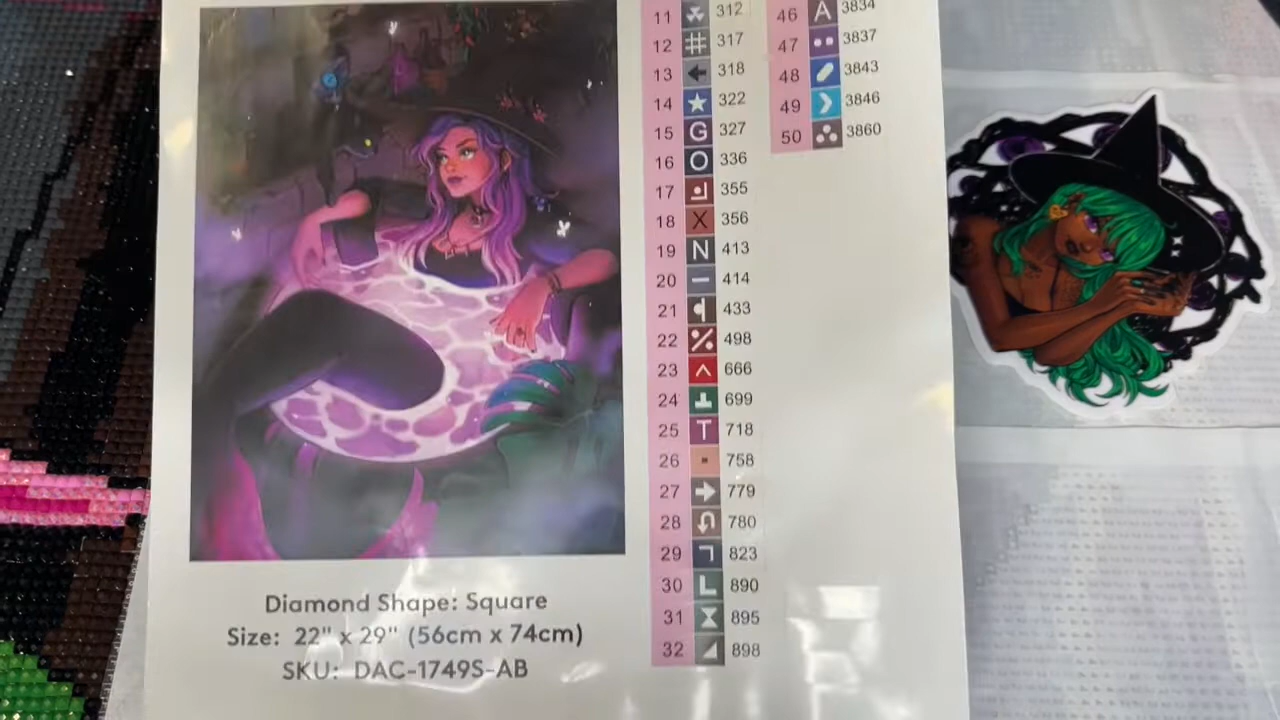 11 312
12 317
13 318
14 322
15 G 327
16 O 336
17 355
18 X 356
19 N 413
20 414
21 433
22 498
23 666
24 699
25 T 718
26 758
27 779
28 780
29 823
30 L 890
31 895
32 898
46 A 3834
47 3837
48 3843
49 3846
50 3860
Diamond Shape: Square
Size: 22" x 29" (56cm x 74cm)
SKU: DAC-1749S-AB